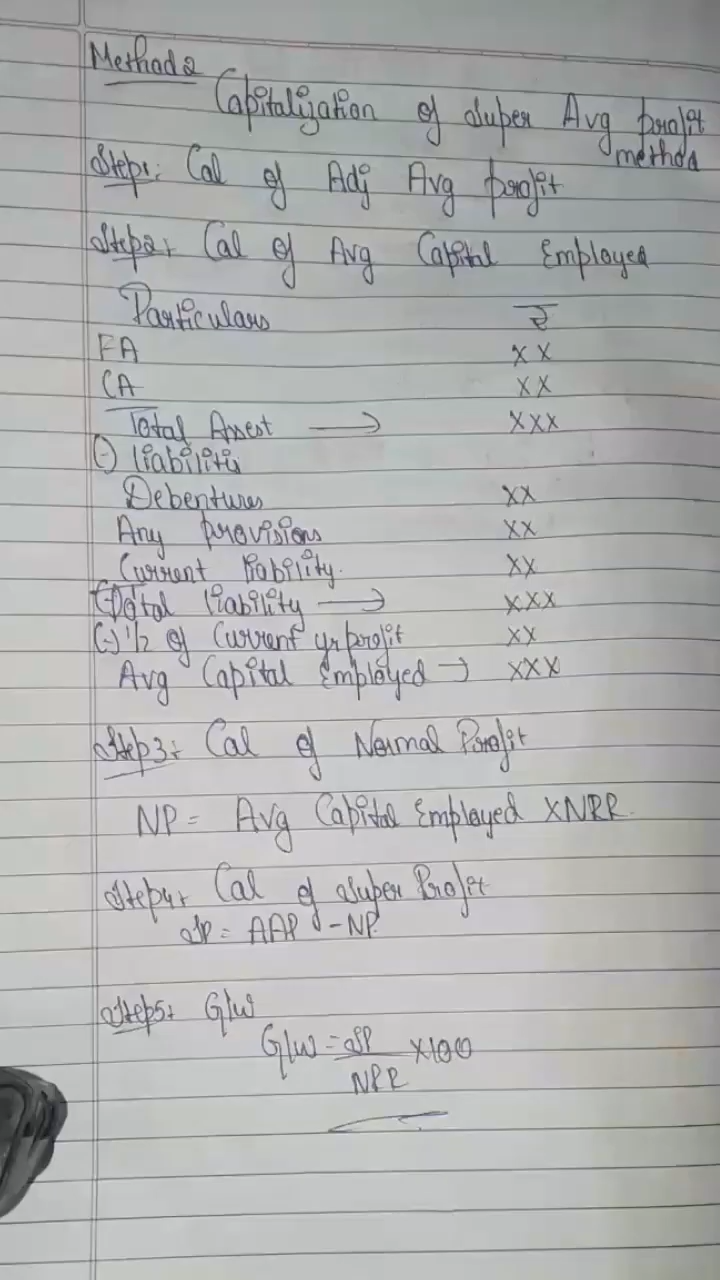 Method 2
Capitalization of Super Avg profit
method
Step1: Cal of Adj Avg profit
Step2: Cal of Avg Capital Employed
Particulars ₹
FA XX
CA XX
Total Assest → XXX
(-) liabilitis
Debentures XX
Any provisions XX
Current liability. XX
Total liability → XXX
(-) 1/2 of Current yr profit XX
Avg Capital Employed → XXX
Step3: Cal of Normal Profit
NP = Avg Capital Employed X NRR.
Step4: Cal of Super Profit
SP = AAP - NP
Step5: G/w
G/w = SP X100
NRR